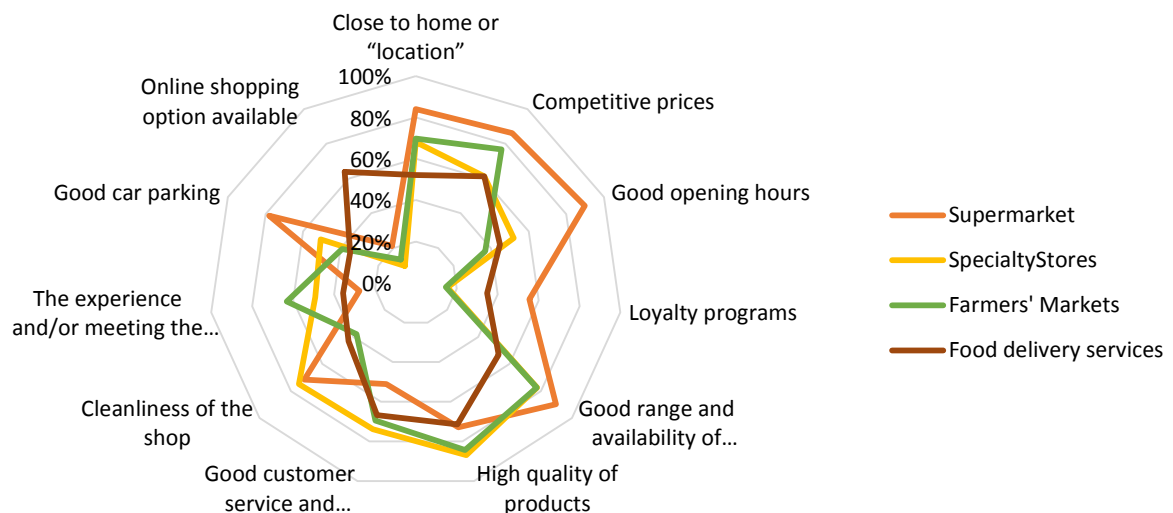 Close to home or
“location”
Competitive prices
Good opening hours
Loyalty programs
Good range and
availability of...
High quality of
products
Good customer
service and...
Cleanliness of the
shop
The experience
and/or meeting the...
Good car parking
Online shopping
option available
100%
80%
60%
40%
20%
0%
Supermarket
SpecialtyStores
Farmers' Markets
Food delivery services